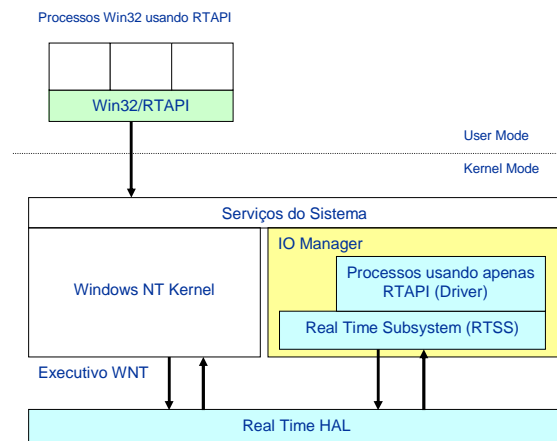 Processos Win32 usando RTAPI
Win32/RTAPI
User Mode
Kernel Mode
Serviços do Sistema
IO Manager
Windows NT Kernel
Processos usando apenas
RTAPI (Driver)
Real Time Subsystem (RTSS)
Executivo WNT
Real Time HAL